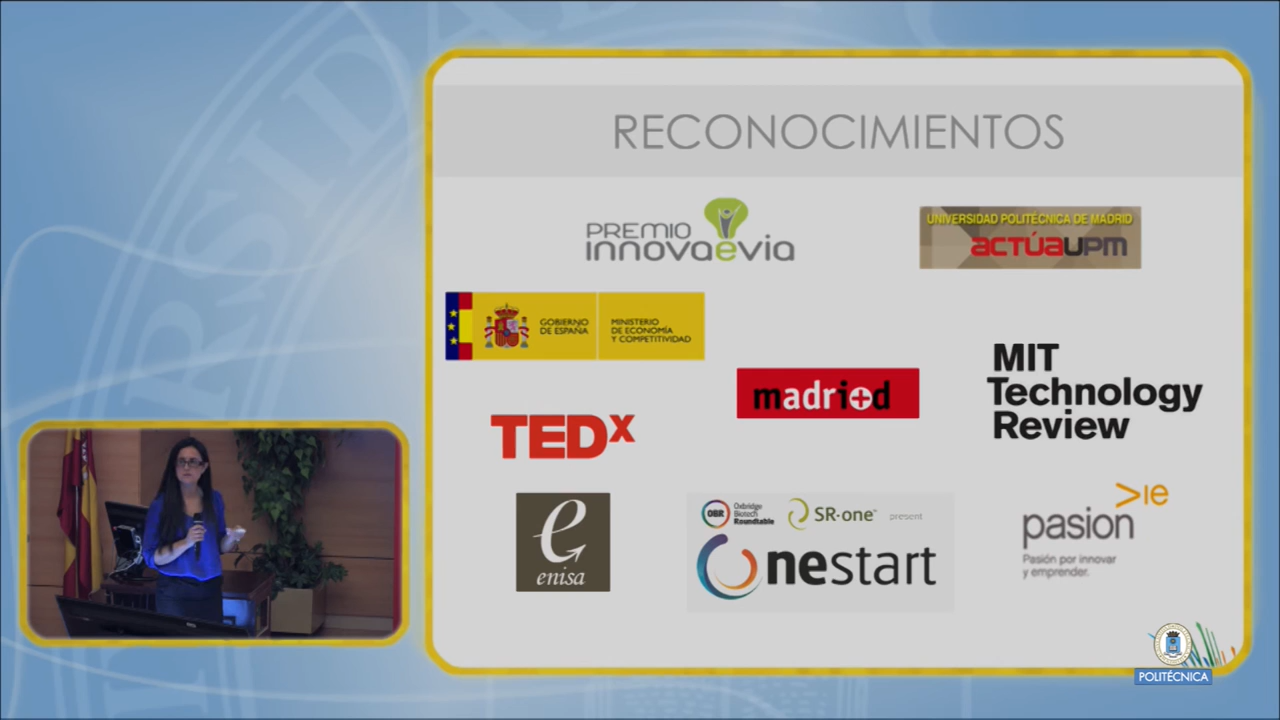 RECONOCIMIENTOS
PREMIO
innovaevia
UNIVERSIDAD POLITÉCNICA DE MADRID
ACTÚAUPM
GOBIERNO
DE ESPAÑA
MINISTERIO
DE ECONOMÍA
Y COMPETITIVIDAD
madri+d
MIT
Technology
Review
TEDx
e
enisa
OBR
Oxbridge
Biotech
Roundtable
SR-one
present
Onestart
pasion>ie
Pasión por innovar
y emprender.
POLITÉCNICA